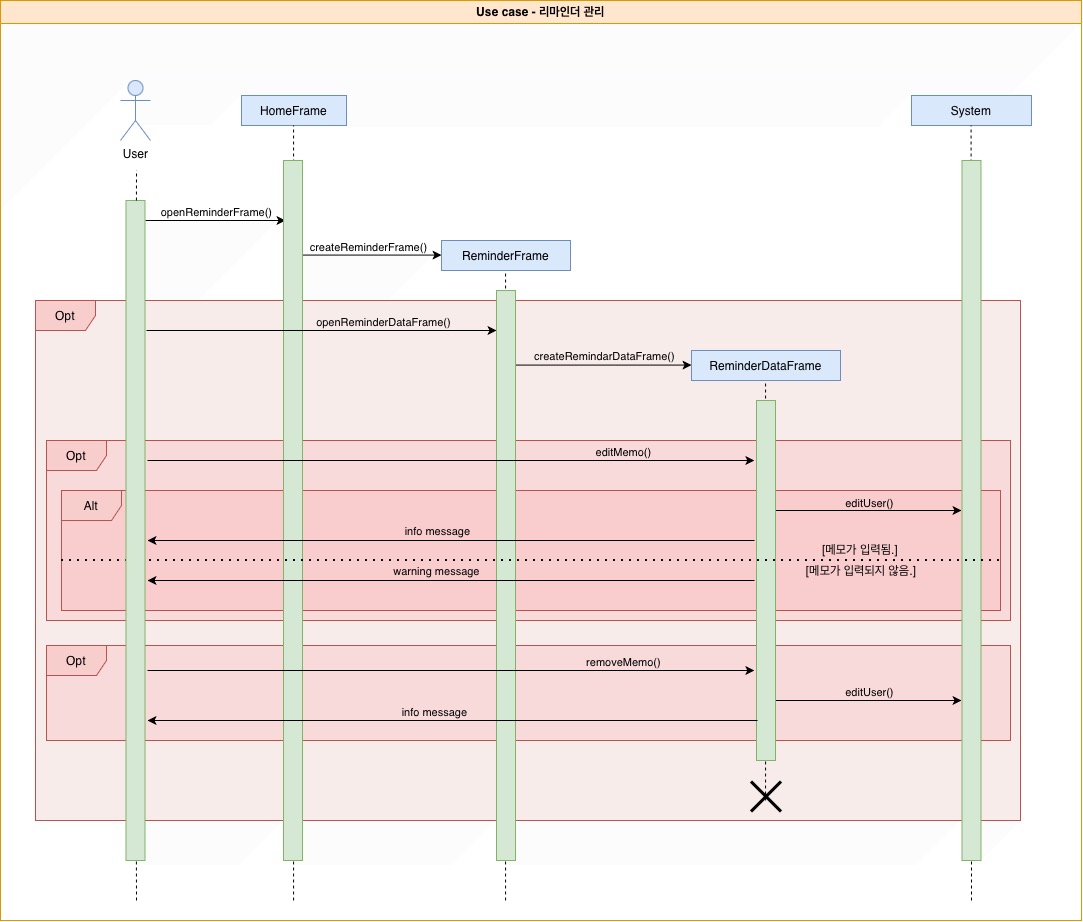 Use case - 리마인더 관리
HomeFrame
System
User
openReminderFrame()
createReminderFrame()
ReminderFrame
Opt
openReminderDataFrame()
createRemindarDataFrame()
ReminderDataFrame
Opt
editMemo()
Alt
editUser()
info message
[메모가 입력됨.]
warning message
[메모가 입력되지 않음.]
Opt
removeMemo()
editUser()
info message